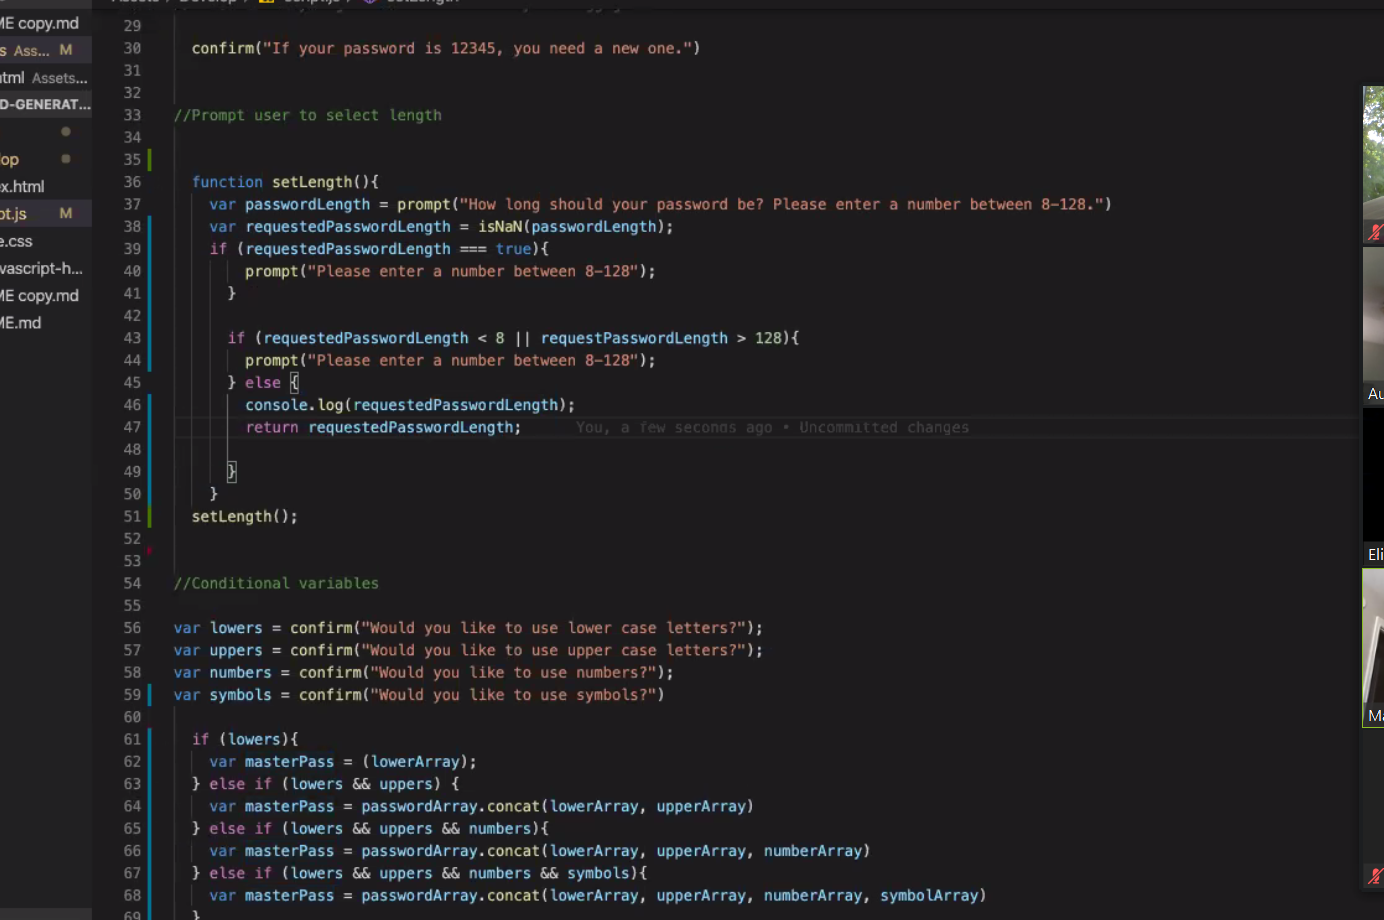 ME copy.md
s Ass... M
html Assets...
D-GENERAT...
lop
ex.html
pt.js M
e.css
vascript-h...
ME copy.md
ME.md
29
30 confirm("If your password is 12345, you need a new one.")
31
32
33 //Prompt user to select length
34
35
36 function setLength(){
37 var passwordLength = prompt("How long should your password be? Please enter a number between 8-128.")
38 var requestedPasswordLength = isNaN(passwordLength);
39 if (requestedPasswordLength === true){
40 prompt("Please enter a number between 8-128");
41 }
42
43 if (requestedPasswordLength < 8 || requestPasswordLength > 128){
44 prompt("Please enter a number between 8-128");
45 } else {
46 console.log(requestedPasswordLength);
47 return requestedPasswordLength; You, a few seconds ago • Uncommitted changes
48
49 }
50 }
51 setLength();
52
53
54 //Conditional variables
55
56 var lowers = confirm("Would you like to use lower case letters?");
57 var uppers = confirm("Would you like to use upper case letters?");
58 var numbers = confirm("Would you like to use numbers?");
59 var symbols = confirm("Would you like to use symbols?")
60
61 if (lowers){
62 var masterPass = (lowerArray);
63 } else if (lowers && uppers) {
64 var masterPass = passwordArray.concat(lowerArray, upperArray)
65 } else if (lowers && uppers && numbers){
66 var masterPass = passwordArray.concat(lowerArray, upperArray, numberArray)
67 } else if (lowers && uppers && numbers && symbols){
68 var masterPass = passwordArray.concat(lowerArray, upperArray, numberArray, symbolArray)
69 }
Au
Eli
Ma